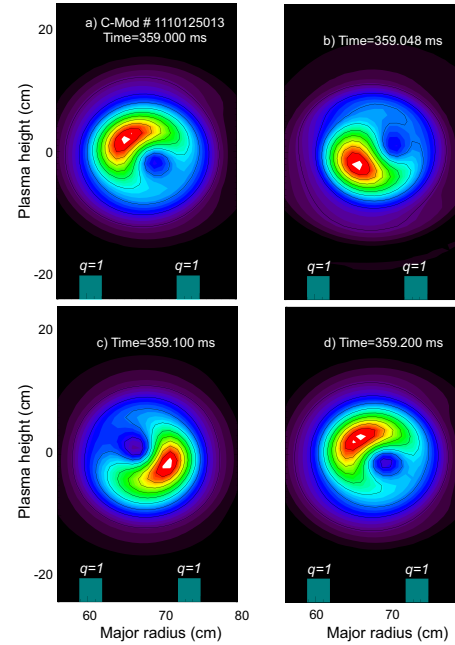 a) C-Mod # 1110125013
Time=359.000 ms
b) Time=359.048 ms
20
0
-20
Plasma height (cm)
q=1 q=1
q=1 q=1
c) Time=359.100 ms
d) Time=359.200 ms
20
0
-20
Plasma height (cm)
q=1 q=1
q=1 q=1
60 70 80
60 70
Major radius (cm)
Major radius (cm)